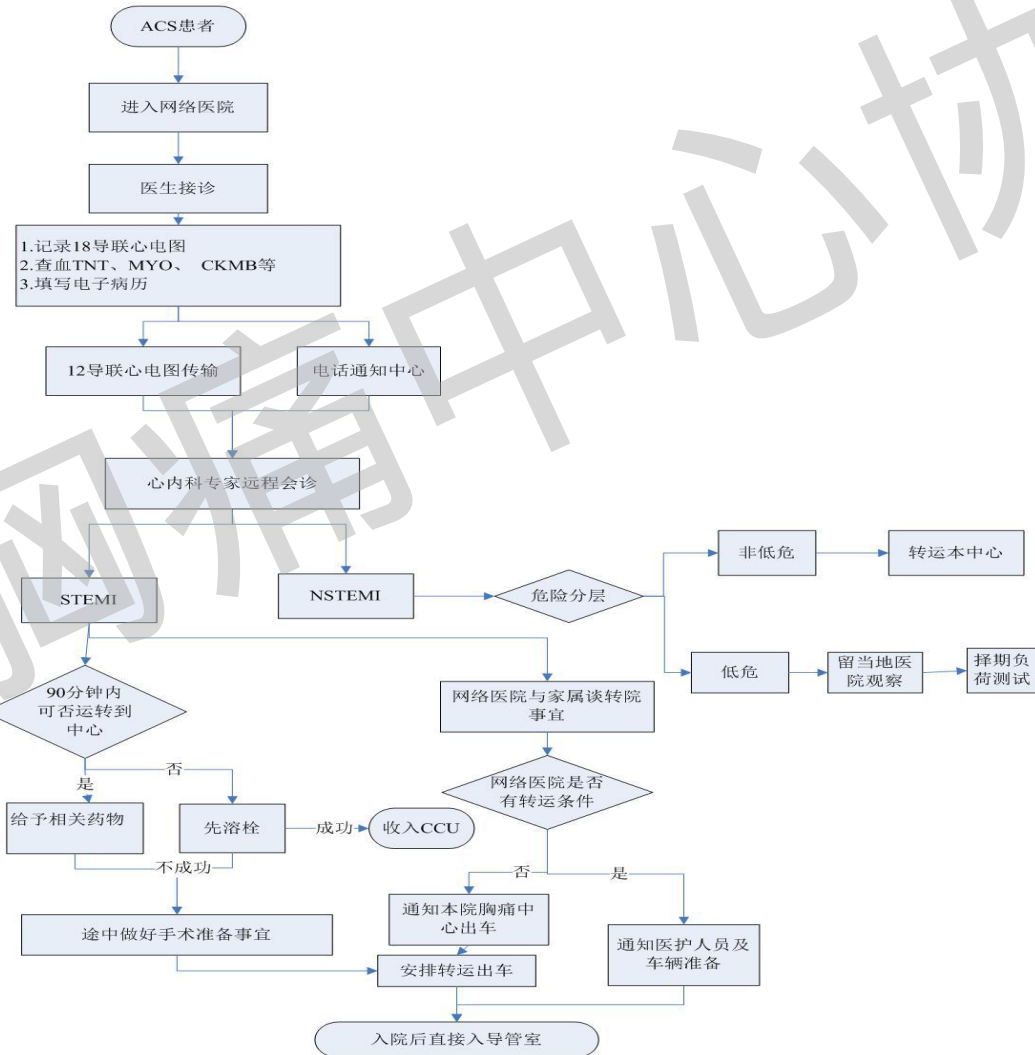 ACS患者
进入网络医院
医生接诊
1.记录18导联心电图
2.查血TNT、MYO、 CKMB等
3.填写电子病历
12导联心电图传输
电话通知中心
心内科专家远程会诊
STEMI
NSTEMI
危险分层
非低危
转运本中心
低危
留当地医
院观察
择期负
荷测试
90分钟内
可否运转到
中心
网络医院与家属谈转院
事宜
是
否
网络医院是否
有转运条件
给予相关药物
先溶栓
成功
收入CCU
不成功
否
是
途中做好手术准备事宜
通知本院胸痛中
心出车
通知医护人员及
车辆准备
安排转运出车
入院后直接入导管室
胸痛中心协